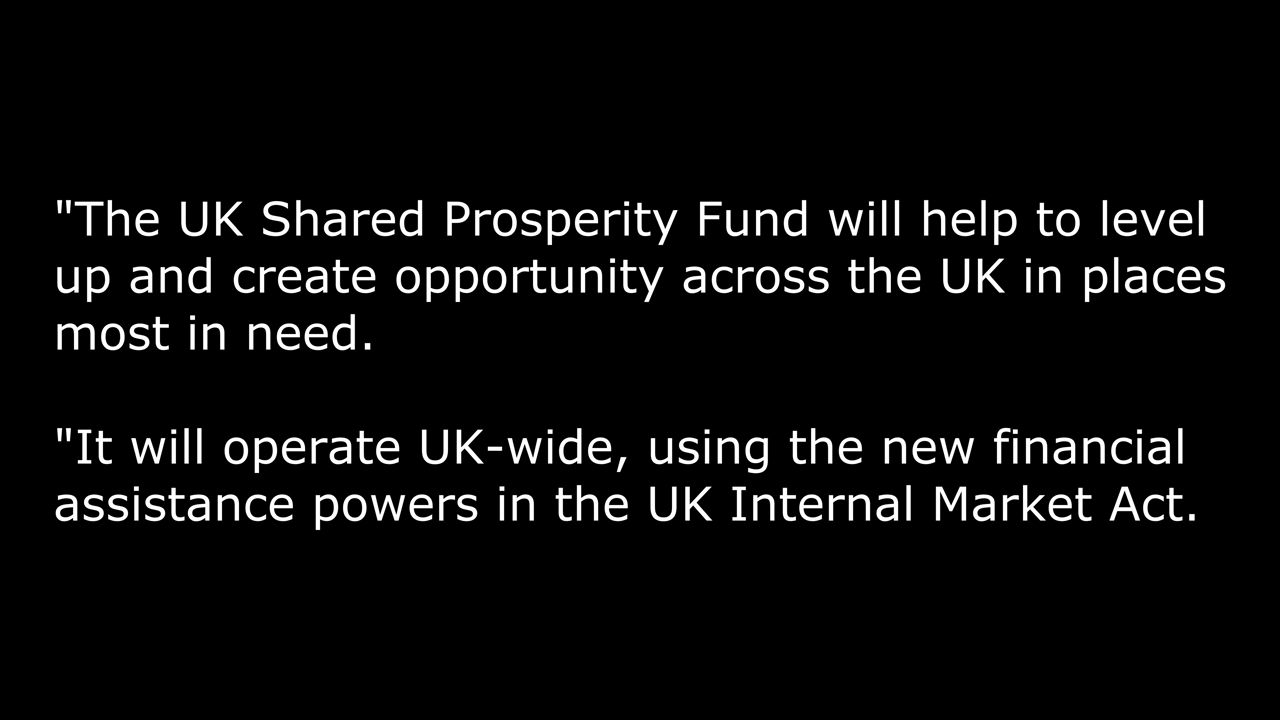 "The UK Shared Prosperity Fund will help to level
up and create opportunity across the UK in places
most in need.
"It will operate UK-wide, using the new financial
assistance powers in the UK Internal Market Act.